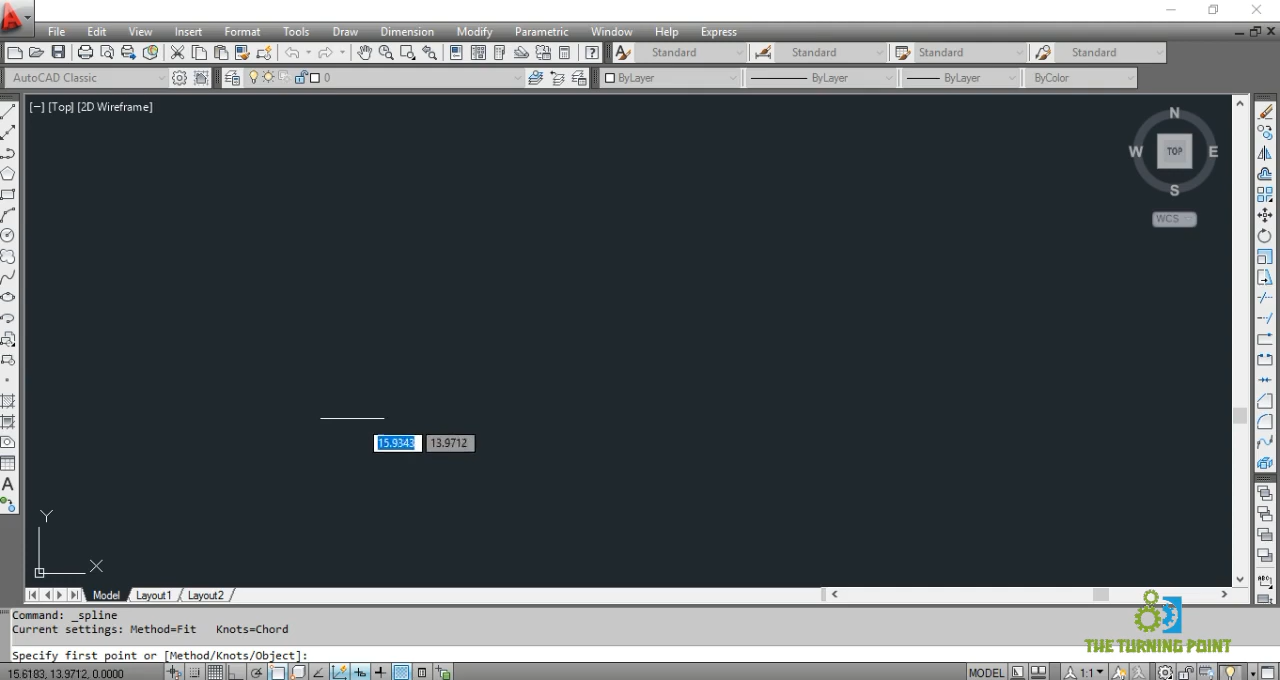 File Edit View Insert Format Tools Draw Dimension Modify Parametric Window Help Express
Standard Standard Standard Standard
AutoCAD Classic 0 ByLayer ByLayer ByLayer ByColor
[−] [Top] [2D Wireframe]
N
W TOP E
S
WCS
15.9343 13.9712
A
Y
X
Model Layout1 Layout2
Command: _spline
Current settings: Method=Fit Knots=Chord
Specify first point or [Method/Knots/Object]:
THE TURNING POINT
15.6183, 13.9712, 0.0000 MODEL 1:1